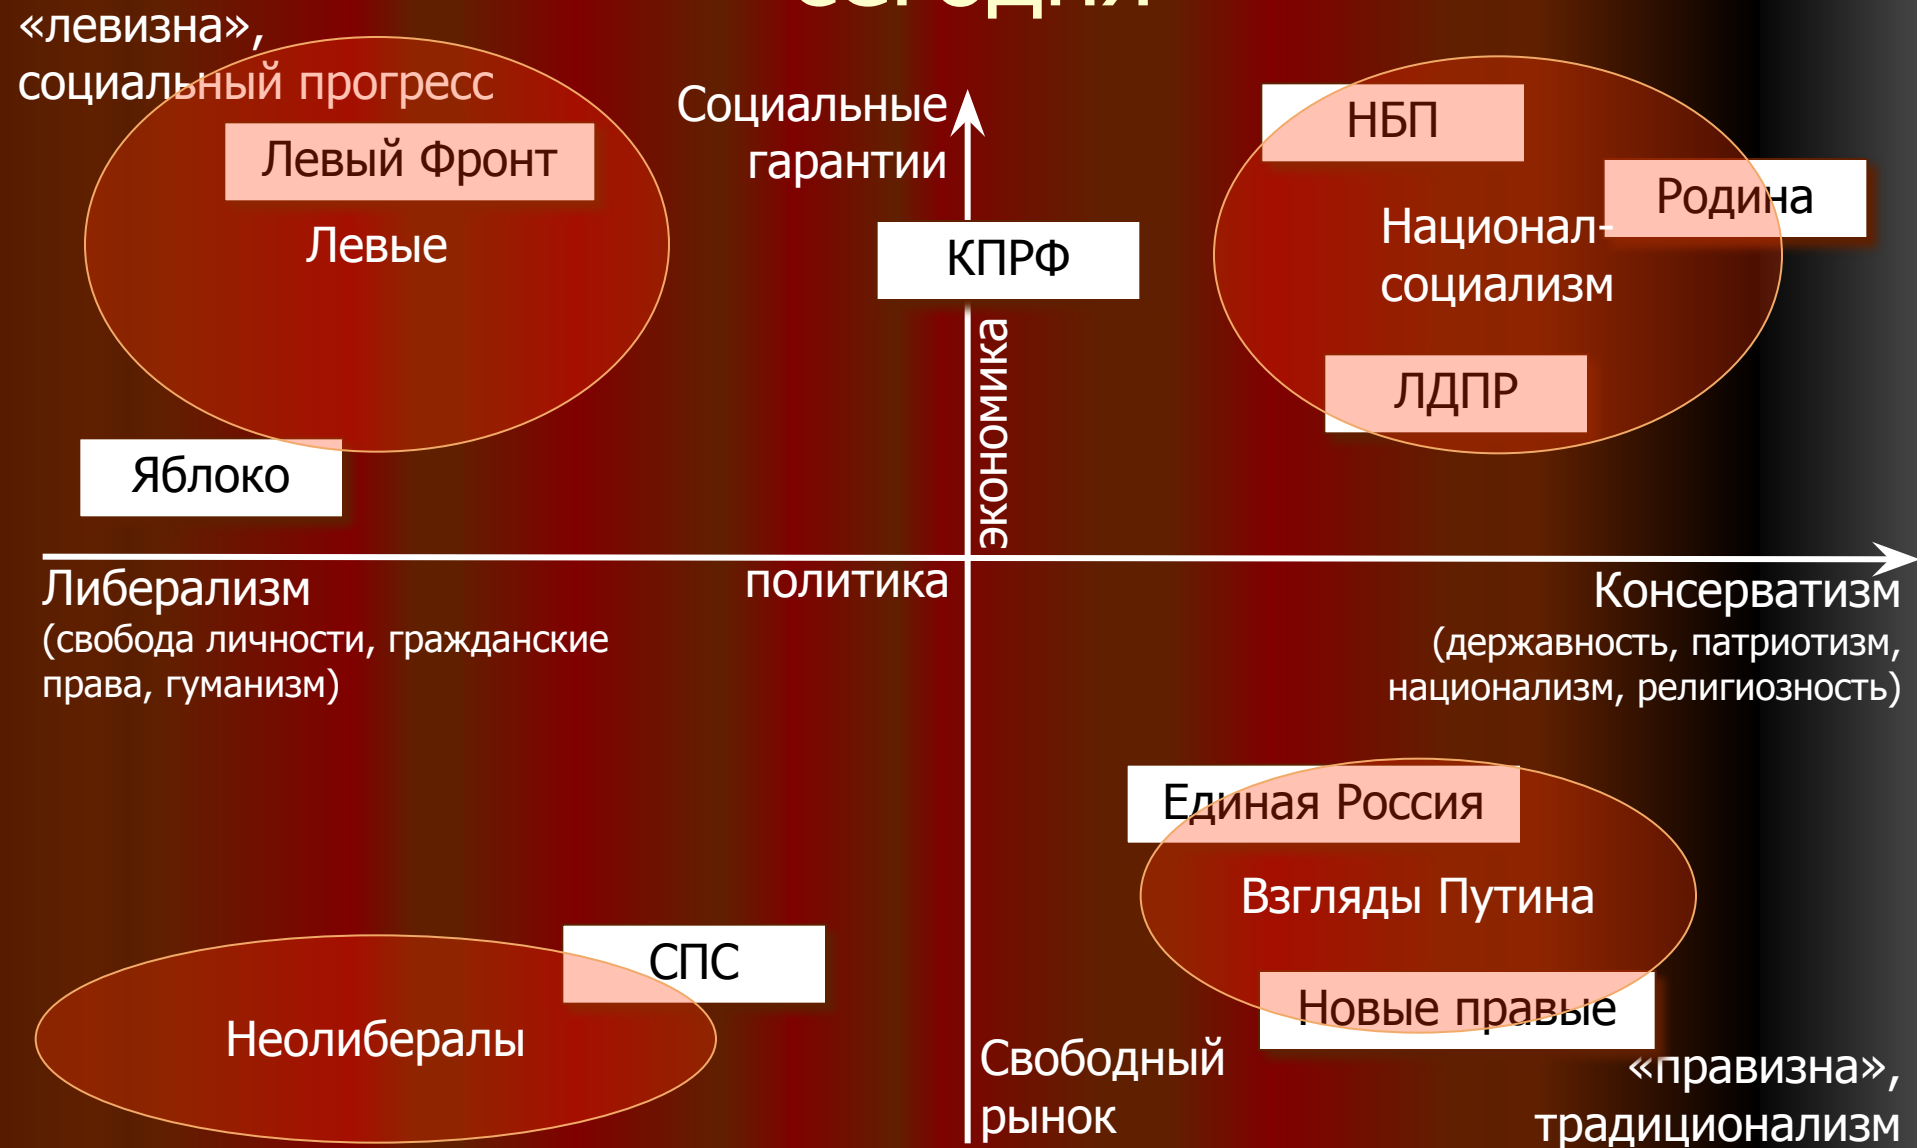 сегодня
«левизна»,
социальный прогресс
Социальные
гарантии
НБП
Левый Фронт
Родина
Левые
Национал-
социализм
КПРФ
экономика
ЛДПР
Яблоко
политика
Либерализм
(свобода личности, гражданские
права, гуманизм)
Консерватизм
(державность, патриотизм,
национализм, религиозность)
Единая Россия
Взгляды Путина
СПС
Новые правые
Неолибералы
Свободный
рынок
«правизна»,
традиционализм